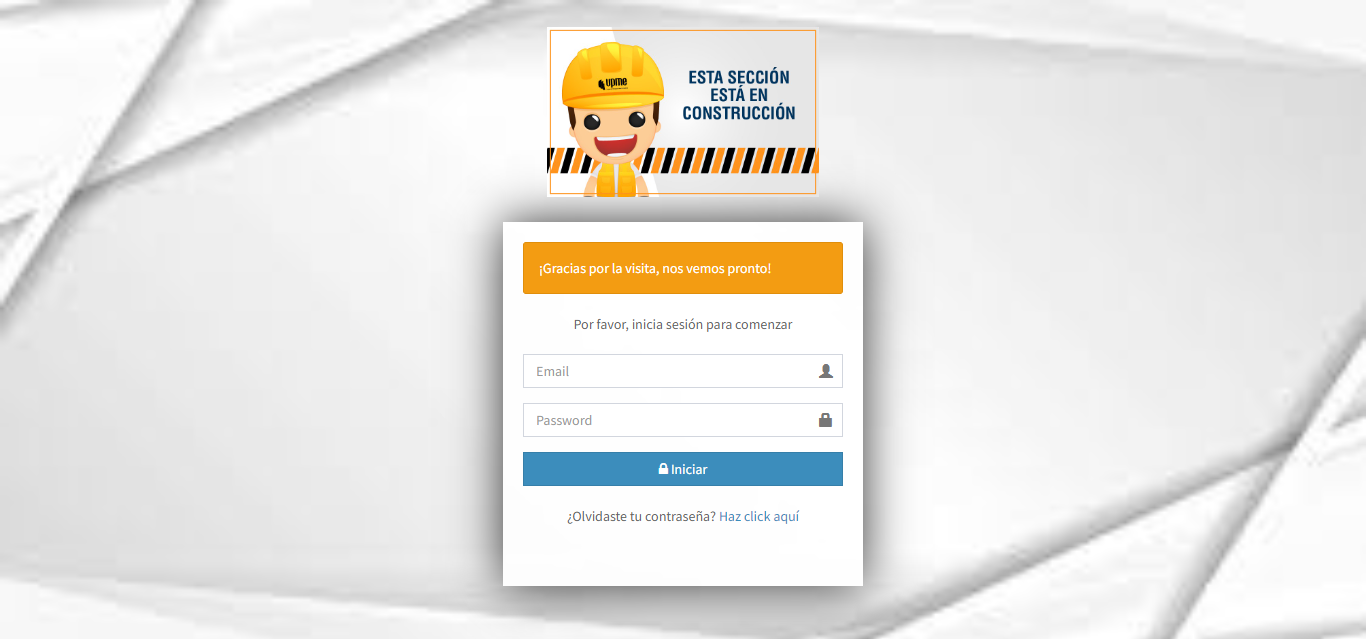 upme
ESTA SECCIÓN
ESTÁ EN
CONSTRUCCIÓN
¡Gracias por la visita, nos vemos pronto!
Por favor, inicia sesión para comenzar
Email
Password
Iniciar
¿Olvidaste tu contraseña? Haz click aquí